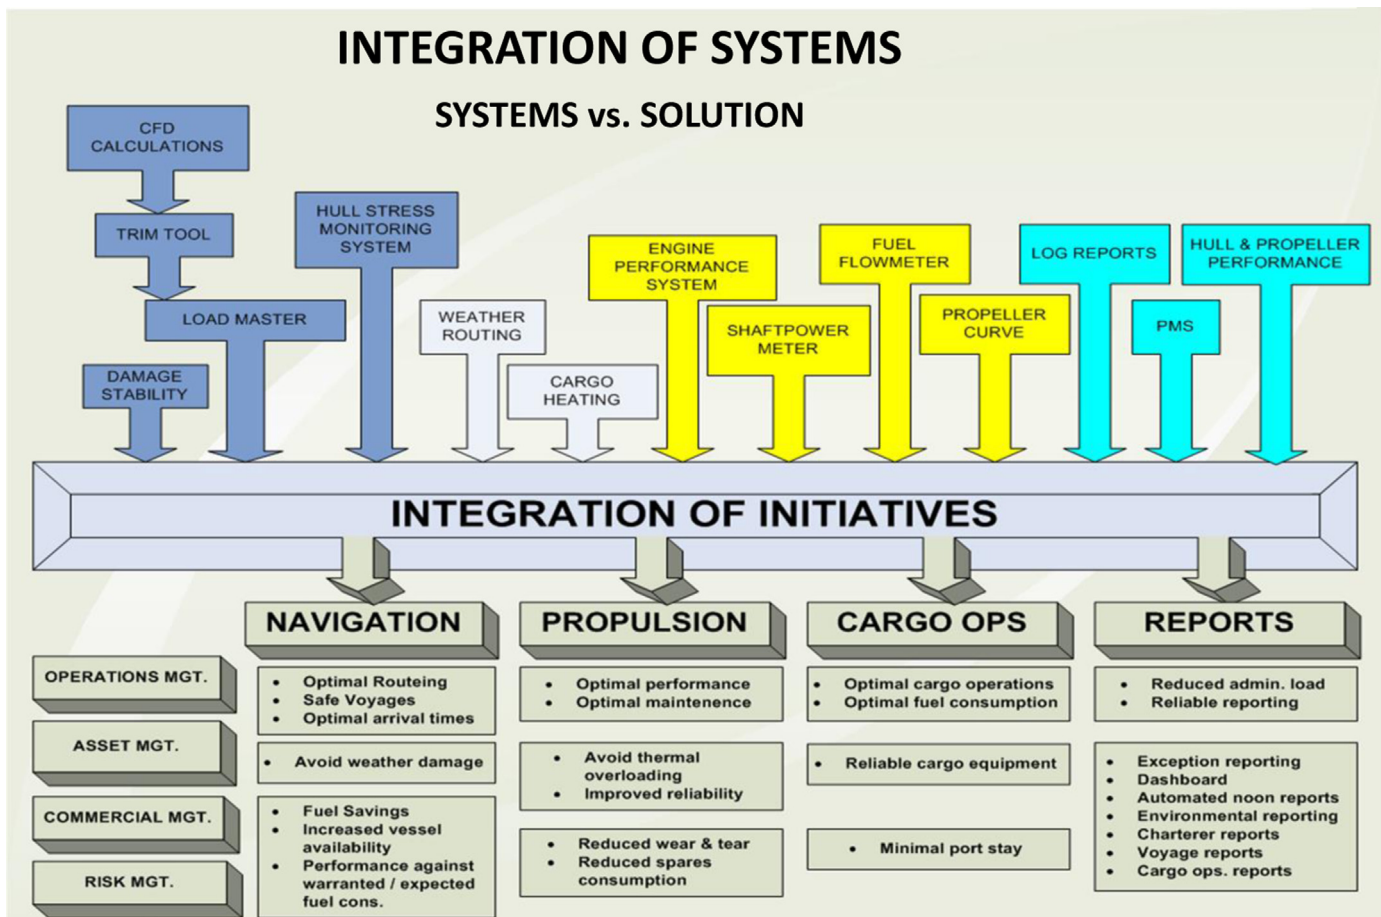 INTEGRATION OF SYSTEMS
SYSTEMS vs. SOLUTION
CFD
CALCULATIONS
TRIM TOOL
LOAD MASTER
DAMAGE
STABILITY
HULL STRESS
MONITORING
SYSTEM
WEATHER
ROUTING
CARGO
HEATING
ENGINE
PERFORMANCE
SYSTEM
SHAFTPOWER
METER
FUEL
FLOWMETER
PROPELLER
CURVE
LOG REPORTS
PMS
HULL & PROPELLER
PERFORMANCE
INTEGRATION OF INITIATIVES
NAVIGATION
PROPULSION
CARGO OPS
REPORTS
OPERATIONS MGT.
• Optimal Routeing
• Safe Voyages
• Optimal arrival times
• Optimal performance
• Optimal maintenence
• Optimal cargo operations
• Optimal fuel consumption
• Reduced admin. load
• Reliable reporting
ASSET MGT.
• Avoid weather damage
• Avoid thermal
overloading
• Improved reliability
• Reliable cargo equipment
• Exception reporting
• Dashboard
• Automated noon reports
• Environmental reporting
• Charterer reports
• Voyage reports
• Cargo ops. reports
COMMERCIAL MGT.
• Fuel Savings
• Increased vessel
availability
• Performance against
warranted / expected
fuel cons.
• Reduced wear & tear
• Reduced spares
consumption
• Minimal port stay
RISK MGT.